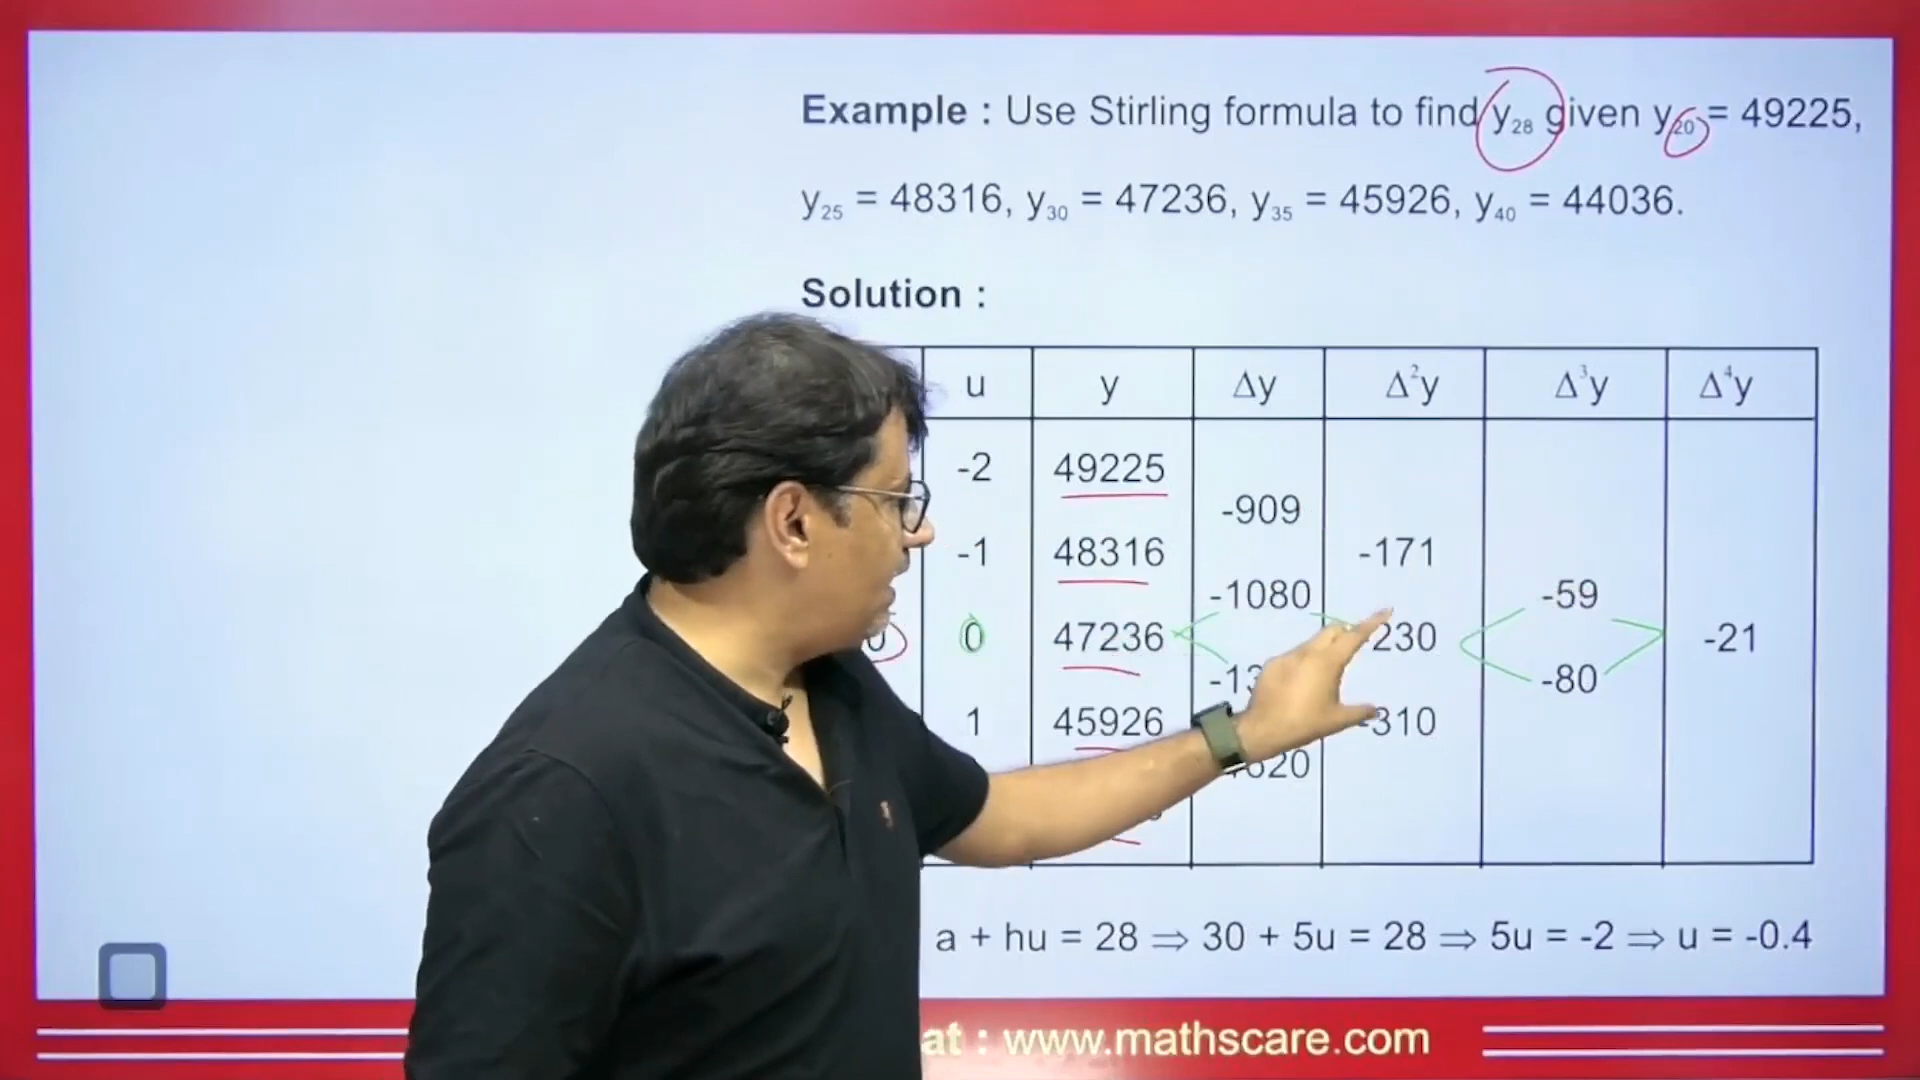 Example : Use Stirling formula to find y₂₈ given y₂₀ = 49225,
y₂₅ = 48316, y₃₀ = 47236, y₃₅ = 45926, y₄₀ = 44036.
Solution :
u y Δy Δ²y Δ³y Δ⁴y
-2 49225
-909
-1 48316 -171
-1080 -59
0 47236 -230 -21
-80
1 45926 -310
a + hu = 28 ⇒ 30 + 5u = 28 ⇒ 5u = -2 ⇒ u = -0.4
at : www.mathscare.com